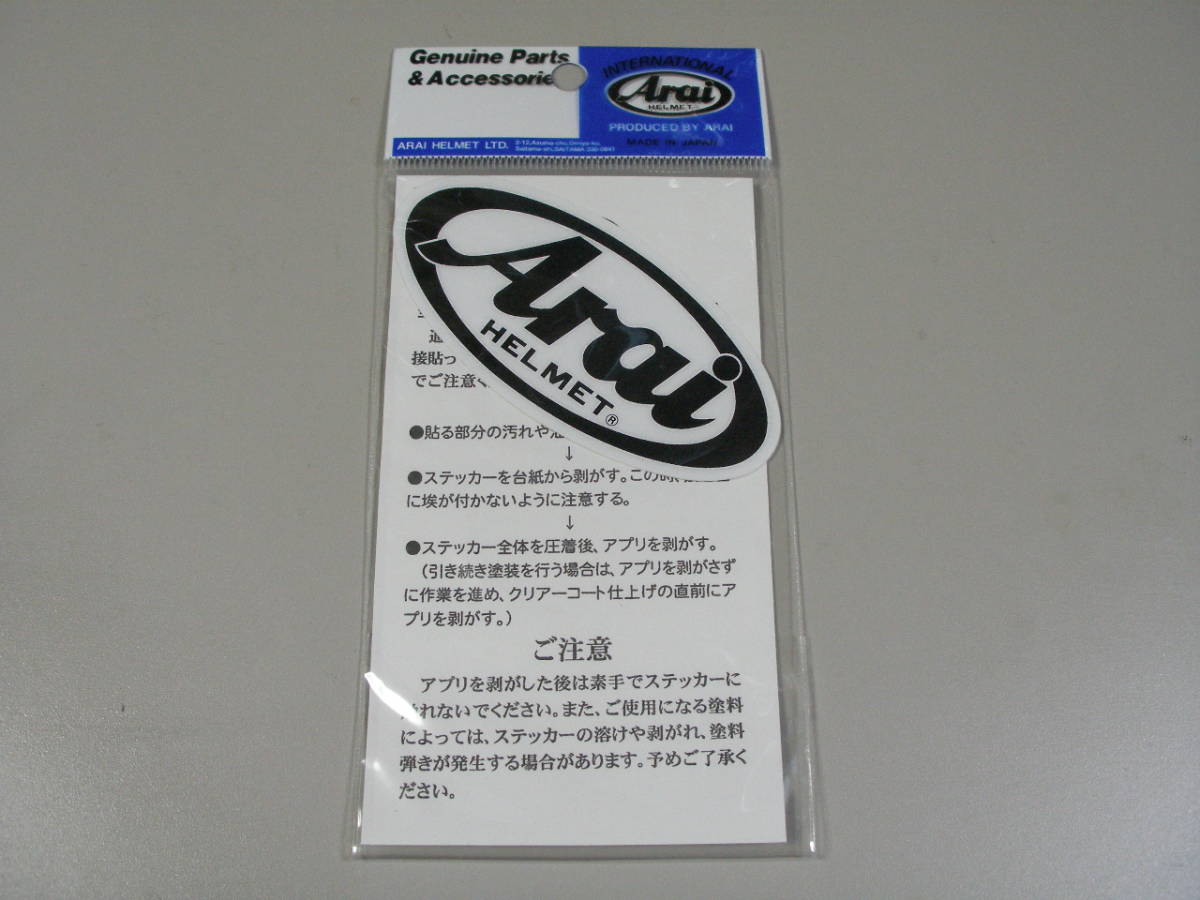 Genuine Parts
& Accessorie
INTERNATIONAL
Arai
HELMET
PRODUCED BY ARAI
MADE IN JAPAN
ARAI HELMET LTD.
Arai
HELMET®
接貼っ
でご注意
●貼る部分の汚れや
↓
●ステッカーを台紙から剥がす。この時、
に埃が付かないように注意する。
↓
●ステッカー全体を圧着後、アプリを剥がす。
(引き続き塗装を行う場合は、アプリを剥がさず
に作業を進め、クリアーコート仕上げの直前にア
プリを剥がす。)
ご注意
アプリを剥がした後は素手でステッカーに
れないでください。また、ご使用になる塗料
によっては、ステッカーの溶けや剥がれ、塗料
弾きが発生する場合があります。予めご了承く
ださい。